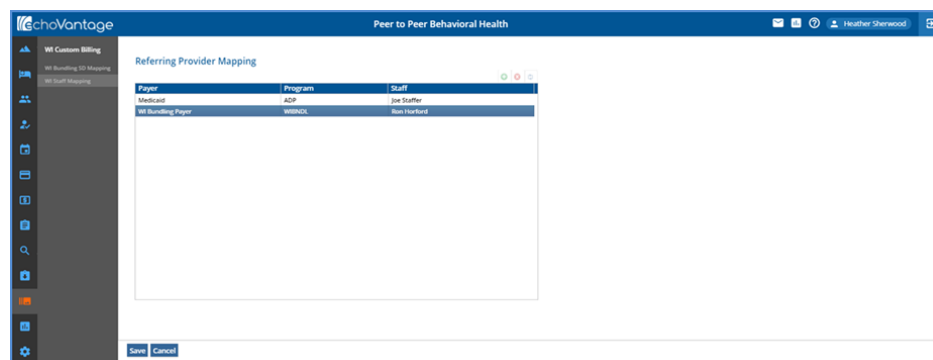 echoVantage
Peer to Peer Behavioral Health
Heather Sherwood
WI Custom Billing
WI Bundling SD Mapping
WI Staff Mapping
Referring Provider Mapping
Payer Program Staff
Medicaid ADP Joe Staffer
WI Bundling Payer WIBNDL Ron Horford
Save Cancel